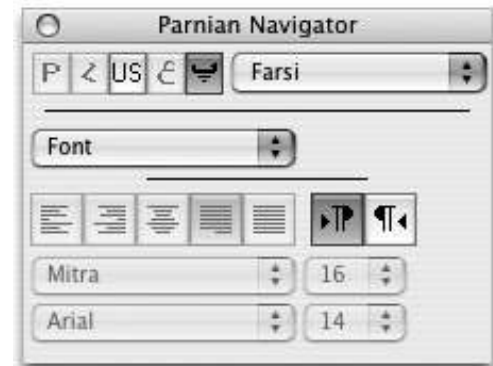 Parnian Navigator
P US ع Farsi
Font
Mitra 16
Arial 14